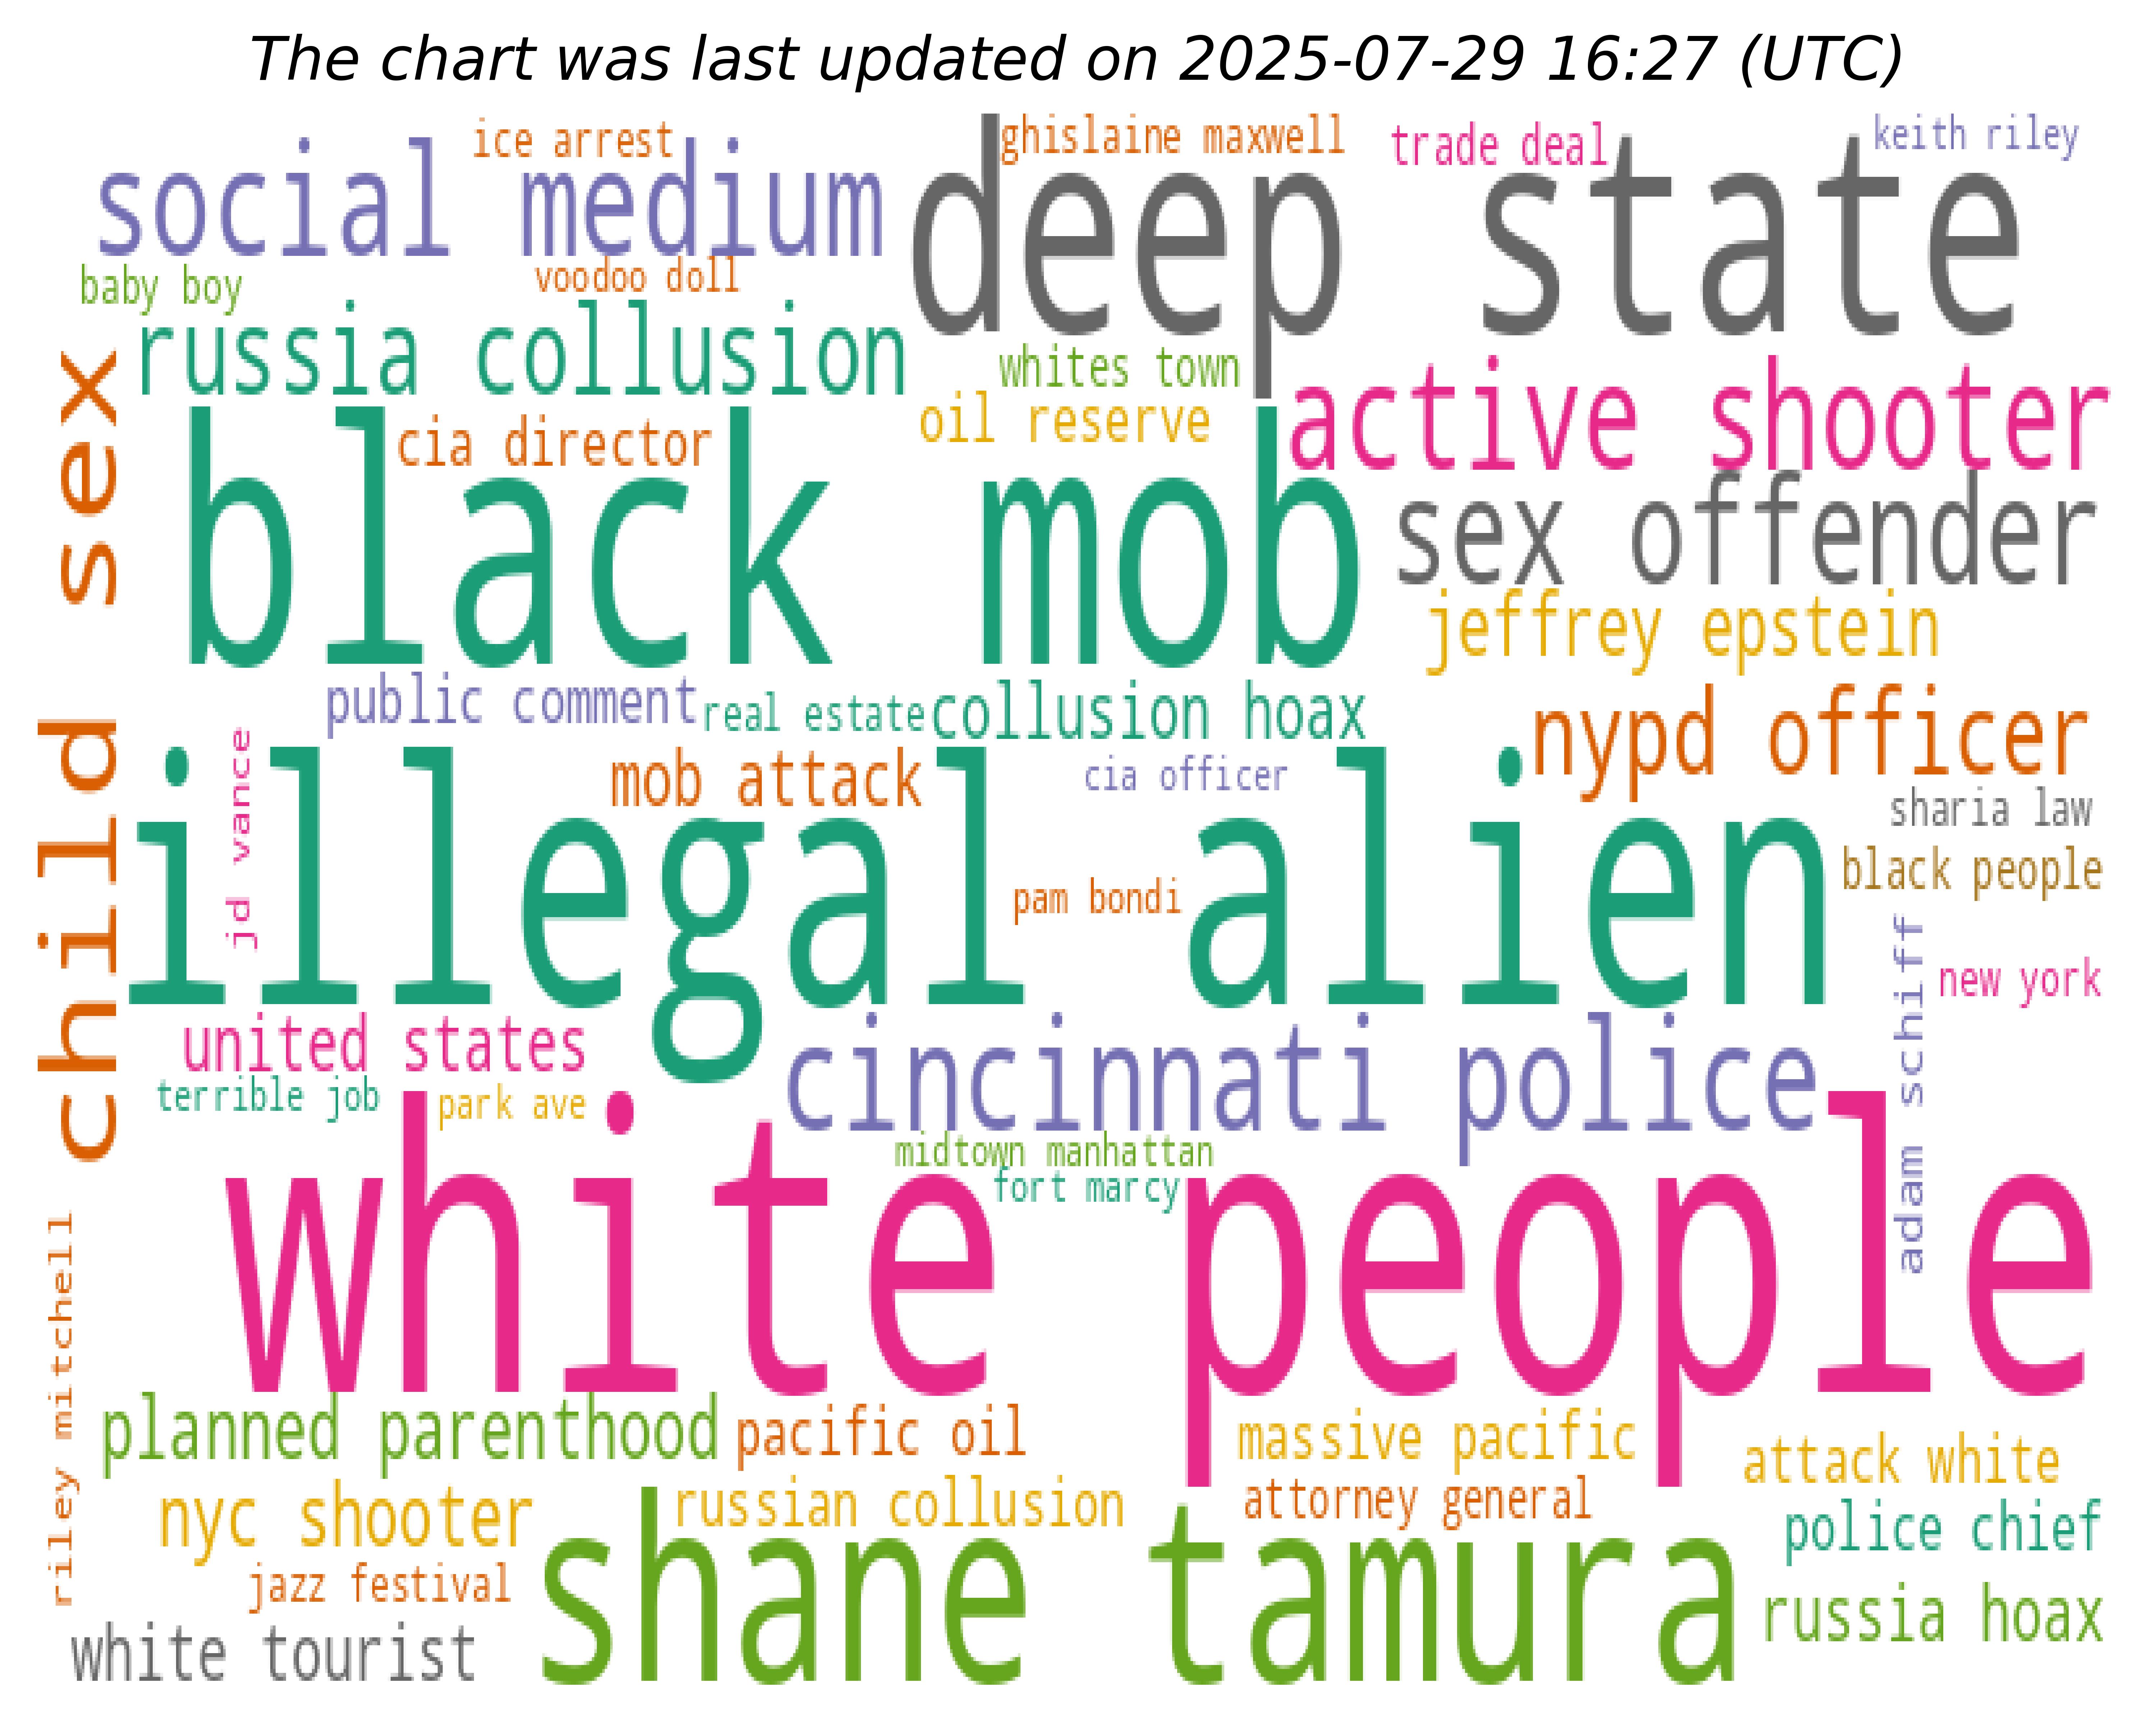 The chart was last updated on 2025-07-29 16:27 (UTC)
ice arrest
ghislaine maxwell
trade deal
keith riley
social medium
deep state
baby boy
voodoo doll
russia collusion
whites town
oil reserve
active shooter
cia director
black mob
sex offender
jeffrey epstein
child sex
public comment
real estate
collusion hoax
nypd officer
jd vance
mob attack
cia officer
sharia law
illegal alien
black people
pam bondi
adam schiff
new york
united states
cincinnati police
terrible job
park ave
midtown manhattan
fort marcy
white people
riley mitchell
planned parenthood
pacific oil
massive pacific
attack white
nyc shooter
russian collusion
attorney general
police chief
shane tamura
jazz festival
russia hoax
white tourist